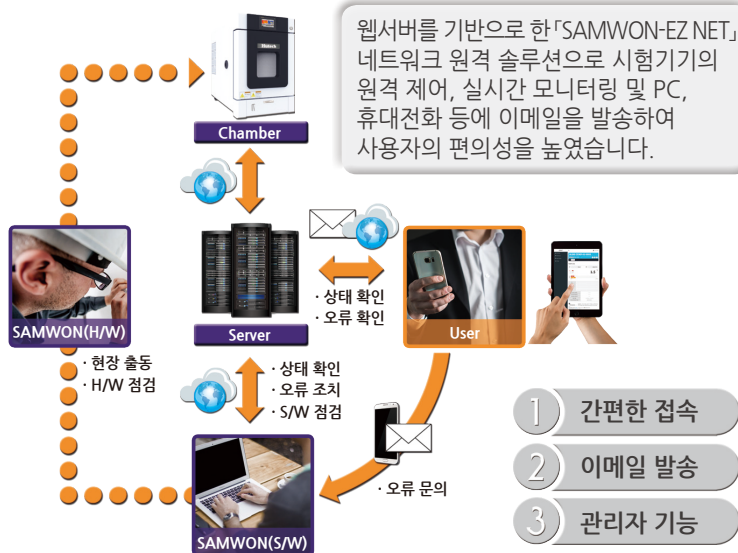 웹서버를 기반으로 한「SAMWON-EZ NET」
네트워크 원격 솔루션으로 시험기기의
원격 제어, 실시간 모니터링 및 PC,
휴대전화 등에 이메일을 발송하여
사용자의 편의성을 높였습니다.
Chamber
SAMWON(H/W)
· 현장 출동
· H/W 점검
Server
· 상태 확인
· 오류 확인
User
· 상태 확인
· 오류 조치
· S/W 점검
· 오류 문의
SAMWON(S/W)
1 간편한 접속
2 이메일 발송
3 관리자 기능